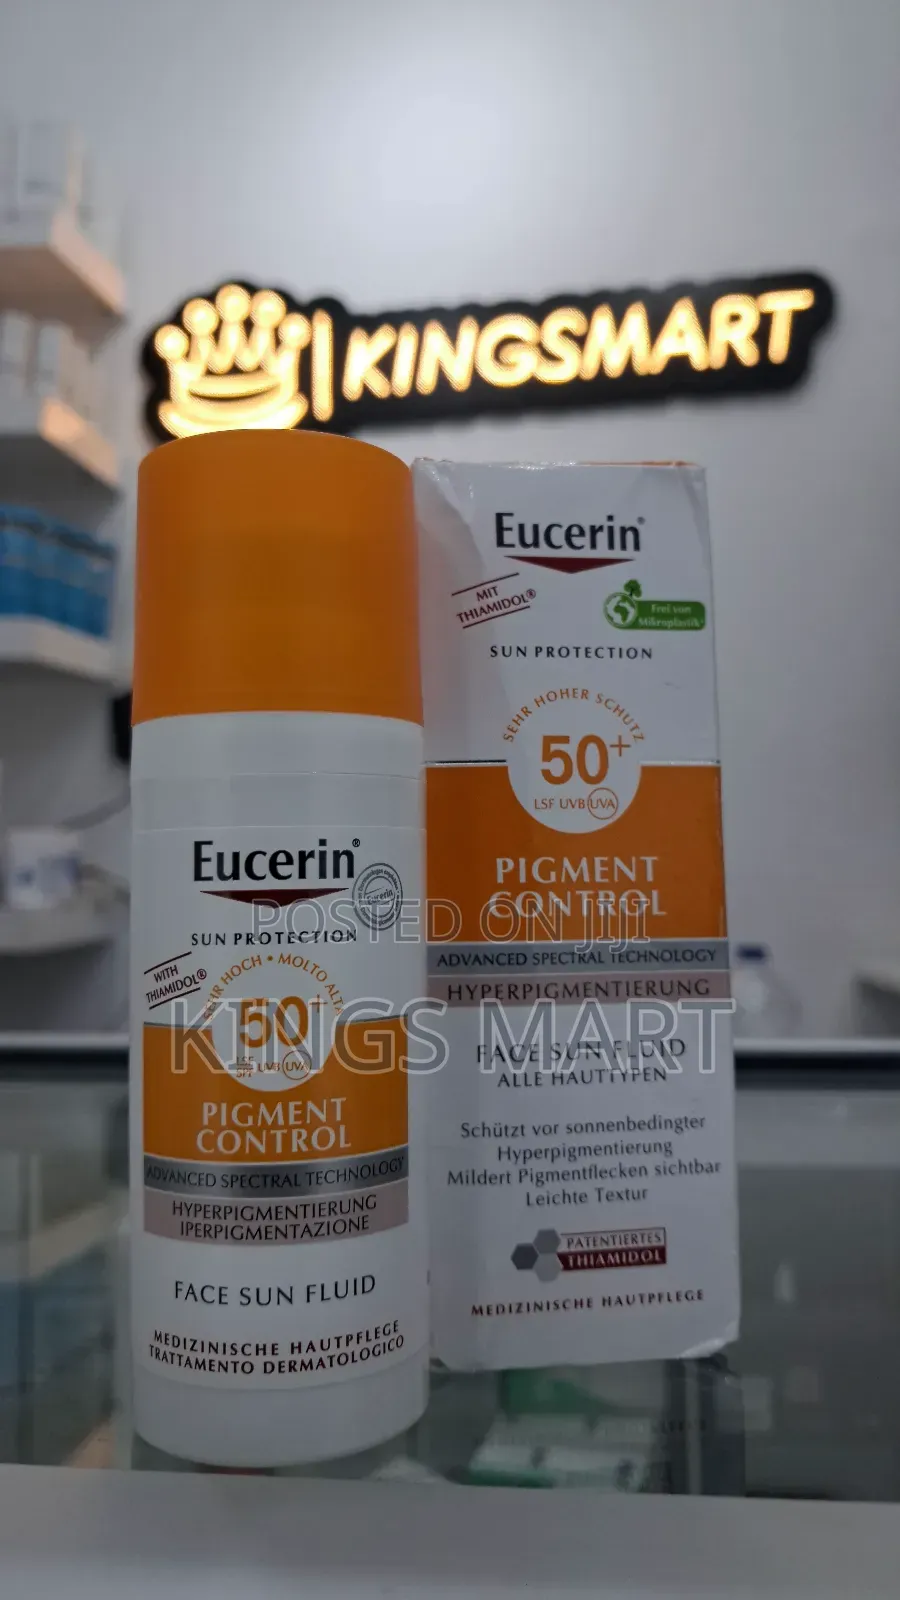 KINGSMART
Eucerin®
SUN PROTECTION
WITH
THIAMIDOL®
SEHR HOCH • MOLTO ALTA
50+
LSF
SPF
UVB UVA
PIGMENT
CONTROL
ADVANCED SPECTRAL TECHNOLOGY
HYPERPIGMENTIERUNG
IPERPIGMENTAZIONE
FACE SUN FLUID
MEDIZINISCHE HAUTPFLEGE
TRATTAMENTO DERMATOLOGICO
Eucerin®
MIT
THIAMIDOL®
Frei von
Mikroplastik
SUN PROTECTION
SEHR HOHER SCHUTZ
50+
LSF UVB UVA
PIGMENT
CONTROL
ADVANCED SPECTRAL TECHNOLOGY
HYPERPIGMENTIERUNG
FACE SUN FLUID
ALLE HAUTTYPEN
Schützt vor sonnenbedingter
Hyperpigmentierung
Mildert Pigmentflecken sichtbar
Leichte Textur
PATENTIERTES
THIAMIDOL
MEDIZINISCHE HAUTPFLEGE
POSTED ON JIJI
KINGS MART